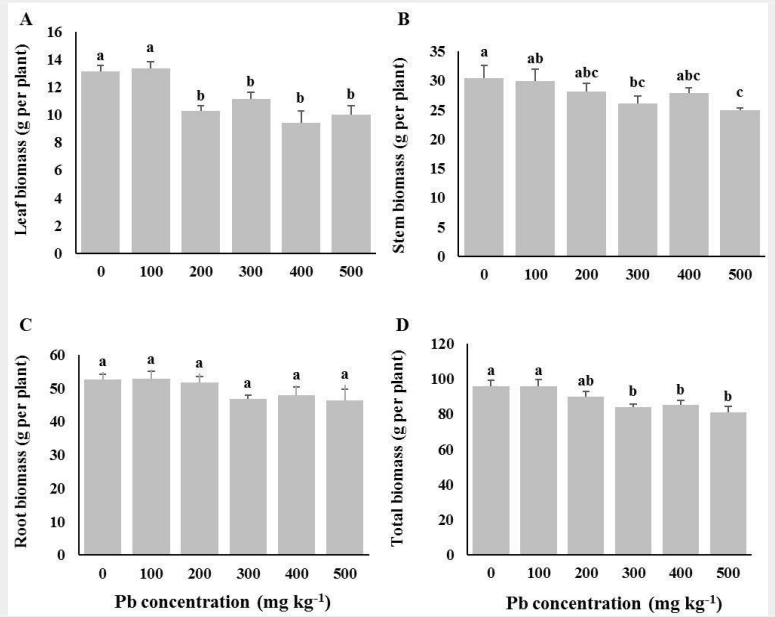 A
Leaf biomass (g per plant)
16
14
12
10
8
6
4
2
0
a a b b b b
0 100 200 300 400 500
B
Stem biomass (g per plant)
35
30
25
20
15
10
5
0
a ab abc bc abc c
0 100 200 300 400 500
C
Root biomass (g per plant)
60
50
40
30
20
10
0
a a a a a a
0 100 200 300 400 500
Pb concentration (mg kg⁻¹)
D
Total biomass (g per plant)
120
100
80
60
40
20
0
a a ab b b b
0 100 200 300 400 500
Pb concentration (mg kg⁻¹)